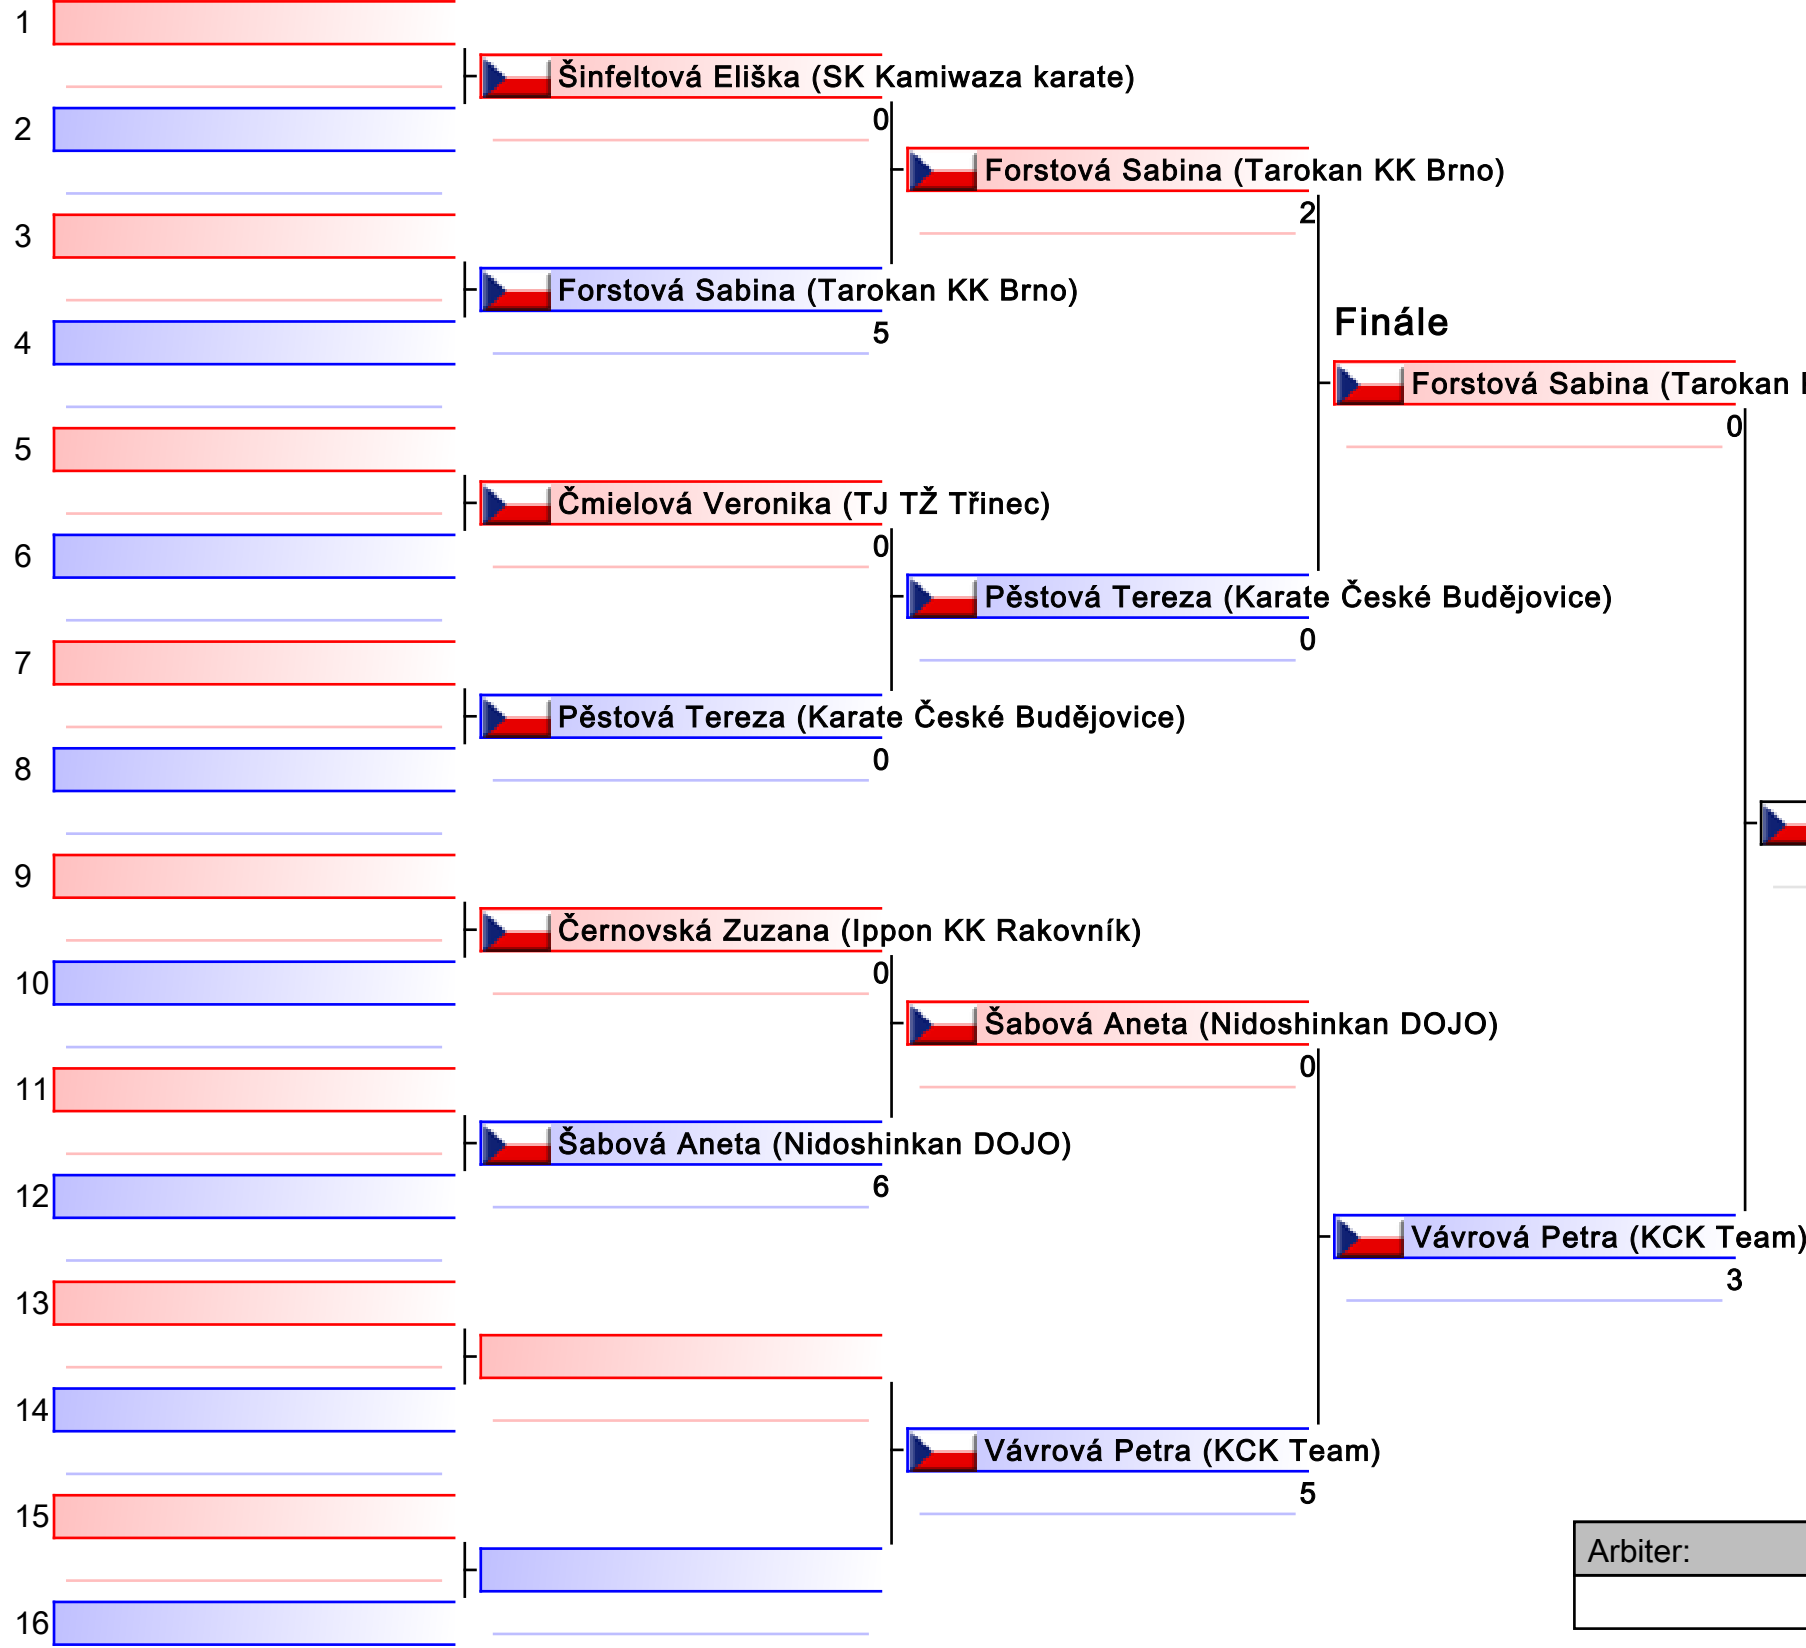 1
Šinfeltová Eliška (SK Kamiwaza karate)
0
2
Forstová Sabina (Tarokan KK Brno)
2
3
Forstová Sabina (Tarokan KK Brno)
5
4
Finále
Forstová Sabina (Tarokan
0
5
Čmielová Veronika (TJ TŽ Třinec)
0
6
Pěstová Tereza (Karate České Budějovice)
0
7
Pěstová Tereza (Karate České Budějovice)
0
8
9
Černovská Zuzana (Ippon KK Rakovník)
0
10
Šabová Aneta (Nidoshinkan DOJO)
0
11
Šabová Aneta (Nidoshinkan DOJO)
6
12
Vávrová Petra (KCK Team)
3
13
14
Vávrová Petra (KCK Team)
5
15
Arbiter:
16